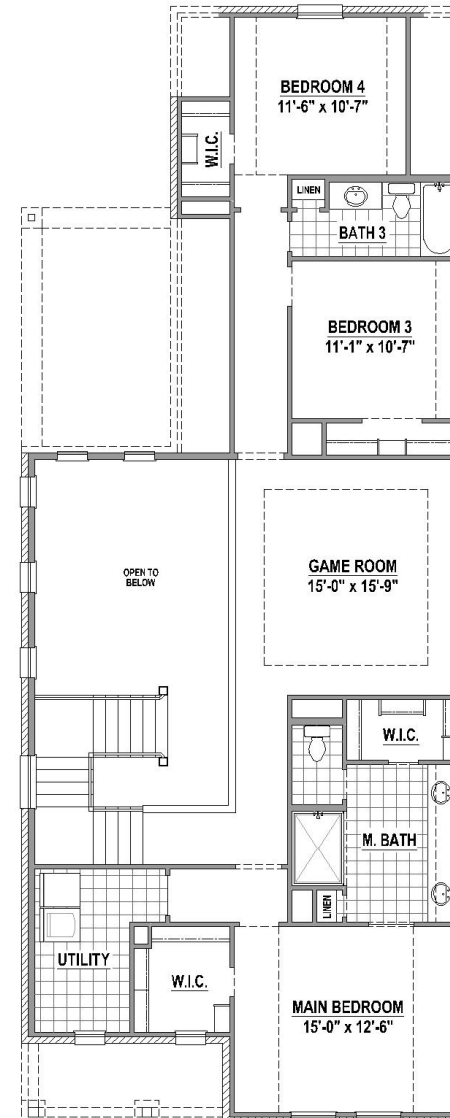 BEDROOM 4
11'-6" x 10'-7"
W.I.C.
LINEN
BATH 3
BEDROOM 3
11'-1" x 10'-7"
OPEN TO
BELOW
GAME ROOM
15'-0" x 15'-9"
W.I.C.
M. BATH
LINEN
UTILITY
W.I.C.
MAIN BEDROOM
15'-0" x 12'-6"